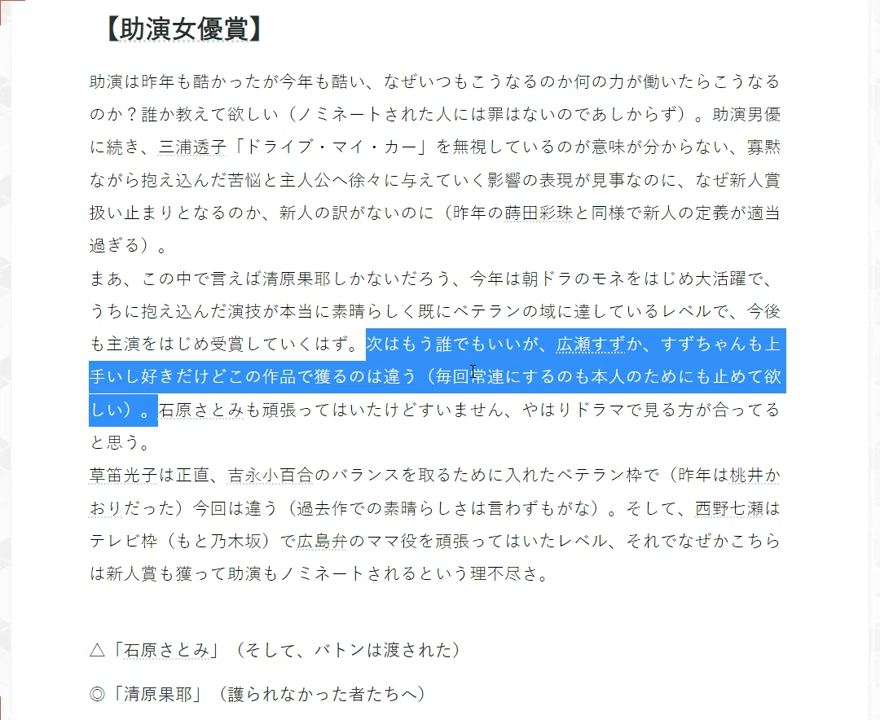 【助演女優賞】
助演は昨年も酷かったが今年も酷い、なぜいつもこうなるのか何の力が働いたらこうなる
のか？誰か教えて欲しい（ノミネートされた人には罪はないのであしからず）。助演男優
に続き、三浦透子「ドライブ・マイ・カー」を無視しているのが意味が分からない、寡黙
ながら抱え込んだ苦悩と主人公へ徐々に与えていく影響の表現が見事なのに、なぜ新人賞
扱い止まりとなるのか、新人の訳がないのに（昨年の蒔田彩珠と同様で新人の定義が適当
過ぎる）。
まあ、この中で言えば清原果耶しかないだろう、今年は朝ドラのモネをはじめ大活躍で、
うちに抱え込んだ演技が本当に素晴らしく既にベテランの域に達しているレベルで、今後
も主演をはじめ受賞していくはず。次はもう誰でもいいが、広瀬すずか、すずちゃんも上
手いし好きだけどこの作品で獲るのは違う（毎回常連にするのも本人のためにも止めて欲
しい）。石原さとみも頑張ってはいたけどすいません、やはりドラマで見る方が合ってる
と思う。
草笛光子は正直、吉永小百合のバランスを取るために入れたベテラン枠で（昨年は桃井か
おりだった）今回は違う（過去作での素晴らしさは言わずもがな）。そして、西野七瀬は
テレビ枠（もと乃木坂）で広島弁のママ役を頑張ってはいたレベル、それでなぜかこちら
は新人賞も獲って助演もノミネートされるという理不尽さ。
△「石原さとみ」（そして、バトンは渡された）
◎「清原果耶」（護られなかった者たちへ）